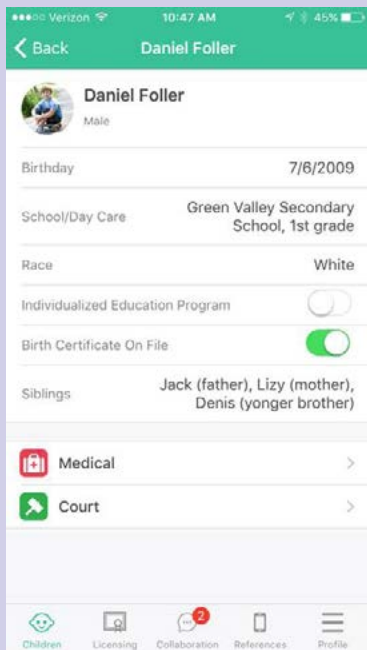 Verizon 10:47 AM 45%
Back Daniel Foller
Daniel Foller
Male
Birthday 7/6/2009
School/Day Care Green Valley Secondary
School, 1st grade
Race White
Individualized Education Program
Birth Certificate On File
Siblings Jack (father), Lizy (mother),
Denis (yonger brother)
Medical
Court
2
Children Licensing Collaboration References Profile